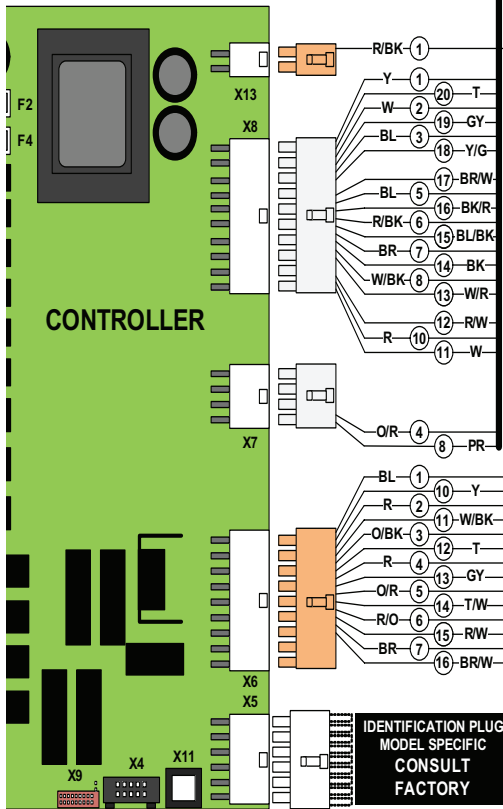 R/BK 1
X13
F2
F4
X8
Y 1
20 T
W 2
19 GY
BL 3
18 Y/G
17 BR/W
BL 5
16 BK/R
R/BK 6
15 BL/BK
BR 7
14 BK
W/BK 8
13 W/R
12 R/W
R 10
11 W
CONTROLLER
X7
O/R 4
8 PR
BL 1
10 Y
R 2
11 W/BK
O/BK 3
12 T
R 4
13 GY
O/R 5
14 T/W
R/O 6
15 R/W
BR 7
16 BR/W
X6
X5
X9
X4
X11
IDENTIFICATION PLUG
MODEL SPECIFIC
CONSULT
FACTORY